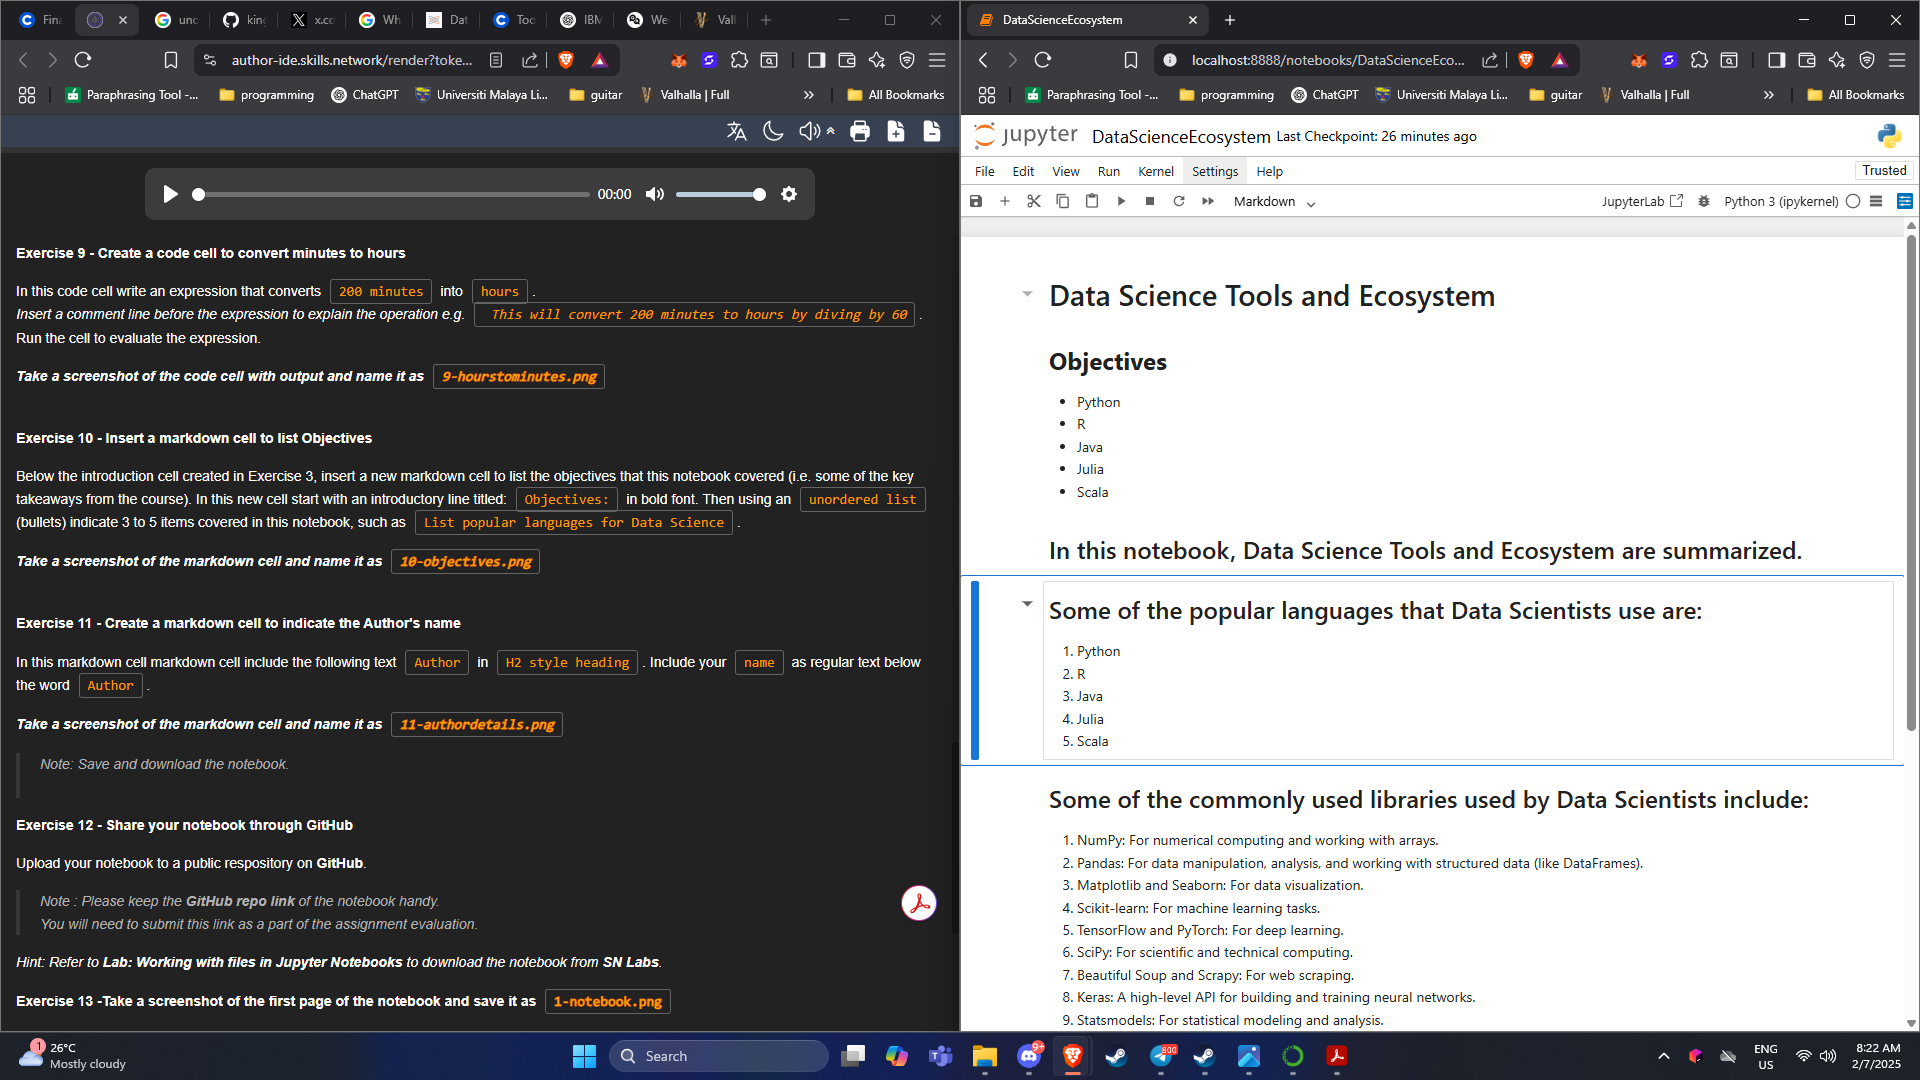 Fina
unc
king
x.co
Wh
Dat
Too
IBM
We
Vall
author-ide.skills.network/render?toke...
Paraphrasing Tool -...
programming
ChatGPT
Universiti Malaya Li...
guitar
Valhalla | Full
»
All Bookmarks
00:00
Exercise 9 - Create a code cell to convert minutes to hours
In this code cell write an expression that converts 200 minutes into hours .
Insert a comment line before the expression to explain the operation e.g. This will convert 200 minutes to hours by diving by 60 .
Run the cell to evaluate the expression.
Take a screenshot of the code cell with output and name it as 9-hourstominutes.png
Exercise 10 - Insert a markdown cell to list Objectives
Below the introduction cell created in Exercise 3, insert a new markdown cell to list the objectives that this notebook covered (i.e. some of the key
takeaways from the course). In this new cell start with an introductory line titled: Objectives: in bold font. Then using an unordered list
(bullets) indicate 3 to 5 items covered in this notebook, such as List popular languages for Data Science .
Take a screenshot of the markdown cell and name it as 10-objectives.png
Exercise 11 - Create a markdown cell to indicate the Author's name
In this markdown cell markdown cell include the following text Author in H2 style heading . Include your name as regular text below
the word Author .
Take a screenshot of the markdown cell and name it as 11-authordetails.png
Note: Save and download the notebook.
Exercise 12 - Share your notebook through GitHub
Upload your notebook to a public respository on GitHub.
Note : Please keep the GitHub repo link of the notebook handy.
You will need to submit this link as a part of the assignment evaluation.
Hint: Refer to Lab: Working with files in Jupyter Notebooks to download the notebook from SN Labs.
Exercise 13 -Take a screenshot of the first page of the notebook and save it as 1-notebook.png
DataScienceEcosystem
localhost:8888/notebooks/DataScienceEco...
Paraphrasing Tool -...
programming
ChatGPT
Universiti Malaya Li...
guitar
Valhalla | Full
»
All Bookmarks
jupyter DataScienceEcosystem Last Checkpoint: 26 minutes ago
File Edit View Run Kernel Settings Help
Trusted
Markdown
JupyterLab
Python 3 (ipykernel)
Data Science Tools and Ecosystem
Objectives
• Python
• R
• Java
• Julia
• Scala
In this notebook, Data Science Tools and Ecosystem are summarized.
Some of the popular languages that Data Scientists use are:
1. Python
2. R
3. Java
4. Julia
5. Scala
Some of the commonly used libraries used by Data Scientists include:
1. NumPy: For numerical computing and working with arrays.
2. Pandas: For data manipulation, analysis, and working with structured data (like DataFrames).
3. Matplotlib and Seaborn: For data visualization.
4. Scikit-learn: For machine learning tasks.
5. TensorFlow and PyTorch: For deep learning.
6. SciPy: For scientific and technical computing.
7. Beautiful Soup and Scrapy: For web scraping.
8. Keras: A high-level API for building and training neural networks.
9. Statsmodels: For statistical modeling and analysis.
1
26°C
Mostly cloudy
Search
9+
800
ENG
US
8:22 AM
2/7/2025